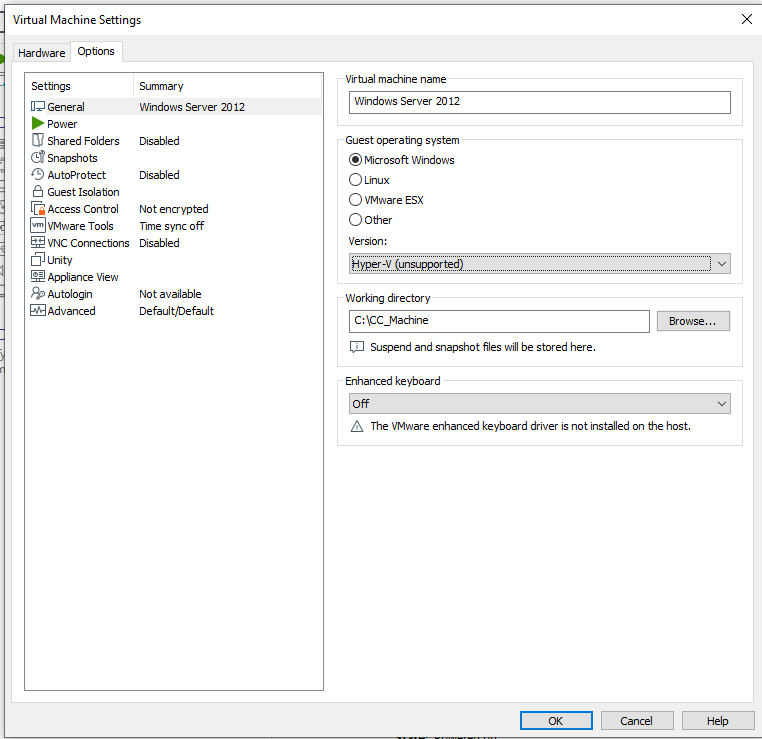 Virtual Machine Settings
Hardware Options
Settings Summary
General Windows Server 2012
Power
Shared Folders Disabled
Snapshots
AutoProtect Disabled
Guest Isolation
Access Control Not encrypted
VMware Tools Time sync off
VNC Connections Disabled
Unity
Appliance View
Autologin Not available
Advanced Default/Default
Virtual machine name
Windows Server 2012
Guest operating system
Microsoft Windows
Linux
VMware ESX
Other
Version:
Hyper-V (unsupported)
Working directory
C:\CC_Machine
Browse...
Suspend and snapshot files will be stored here.
Enhanced keyboard
Off
The VMware enhanced keyboard driver is not installed on the host.
OK Cancel Help